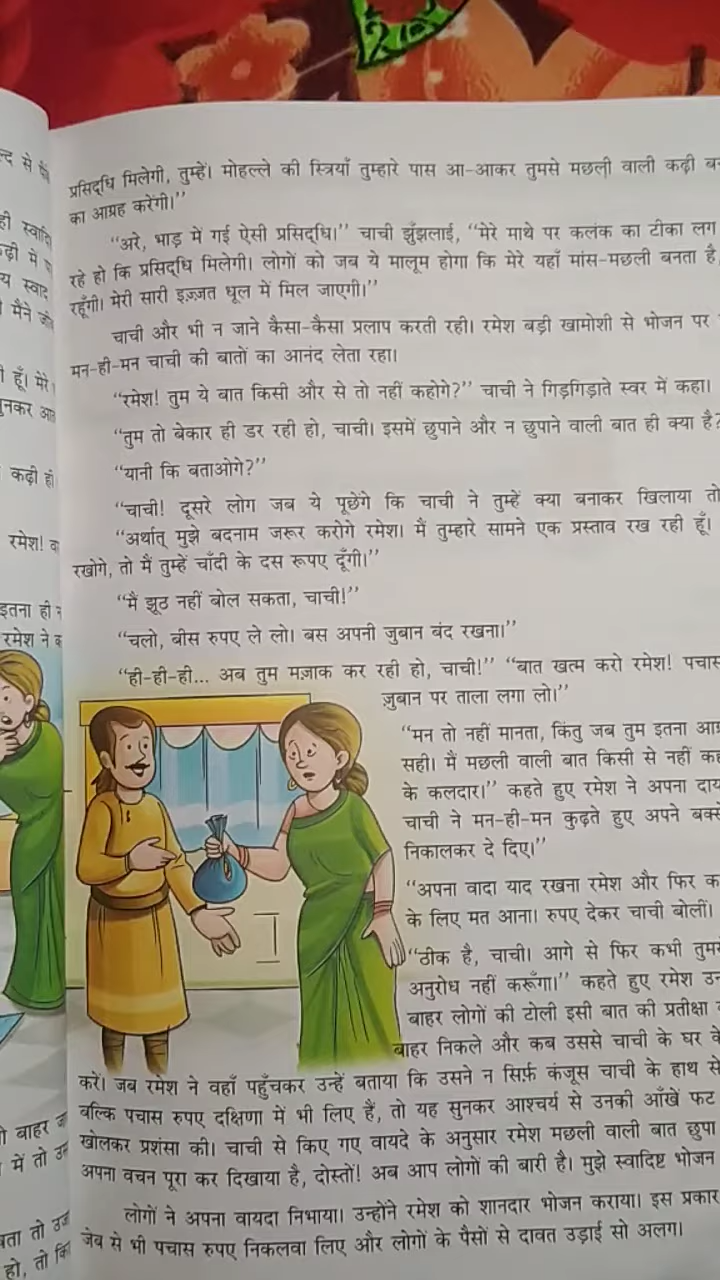 प्रसिद्धि मिलेगी, तुम्हें। मोहल्ले की स्त्रियाँ तुम्हारे पास आ-आकर तुमसे मछली वाली कढ़ी
का आग्रह करेंगी।”
“अरे, भाड़ में गई ऐसी प्रसिद्धि।” चाची झुँझलाई, “मेरे माथे पर कलंक का टीका लग
रहे हो कि प्रसिद्धि मिलेगी। लोगों को जब ये मालूम होगा कि मेरे यहाँ मांस-मछली बनता है
रहूँगी। मेरी सारी इज़्ज़त धूल में मिल जाएगी।”
चाची और भी न जाने कैसा-कैसा प्रलाप करती रही। रमेश बड़ी खामोशी से भोजन पर
मन-ही-मन चाची की बातों का आनंद लेता रहा।
“रमेश! तुम ये बात किसी और से तो नहीं कहोगे?” चाची ने गिड़गिड़ाते स्वर में कहा।
“तुम तो बेकार ही डर रही हो, चाची। इसमें छुपाने और न छुपाने वाली बात ही क्या है?
“यानी कि बताओगे?”
“चाची! दूसरे लोग जब ये पूछेंगे कि चाची ने तुम्हें क्या बनाकर खिलाया तो
“अर्थात् मुझे बदनाम जरूर करोगे रमेश। मैं तुम्हारे सामने एक प्रस्ताव रख रही हूँ।
रखोगे, तो मैं तुम्हें चाँदी के दस रूपए दूँगी।”
“मैं झूठ नहीं बोल सकता, चाची!”
“चलो, बीस रुपए ले लो। बस अपनी जुबान बंद रखना।”
“ही-ही-ही... अब तुम मज़ाक कर रही हो, चाची!” “बात खत्म करो रमेश! पचास
ज़ुबान पर ताला लगा लो।”
“मन तो नहीं मानता, किंतु जब तुम इतना
सही। मैं मछली वाली बात किसी से नहीं
के कलदार।” कहते हुए रमेश ने अपना
चाची ने मन-ही-मन कुढ़ते हुए अपने
निकालकर दे दिए।”
“अपना वादा याद रखना रमेश और फिर
के लिए मत आना। रुपए देकर चाची बोलीं।
“ठीक है, चाची। आगे से फिर कभी
अनुरोध नहीं करूँगा।” कहते हुए रमेश
बाहर लोगों की टोली इसी बात की प्रतीक्षा
बाहर निकले और कब उससे चाची के घर के
करें। जब रमेश ने वहाँ पहुँचकर उन्हें बताया कि उसने न सिर्फ़ कंजूस चाची के हाथ से
बल्कि पचास रुपए दक्षिणा में भी लिए हैं, तो यह सुनकर आश्चर्य से उनकी आँखें फट
खोलकर प्रशंसा की। चाची से किए गए वायदे के अनुसार रमेश मछली वाली बात छुपा
अपना वचन पूरा कर दिखाया है, दोस्तों! अब आप लोगों की बारी है। मुझे स्वादिष्ट भोजन
लोगों ने अपना वायदा निभाया। उन्होंने रमेश को शानदार भोजन कराया। इस प्रकार
जेब से भी पचास रुपए निकलवा लिए और लोगों के पैसों से दावत उड़ाई सो अलग।